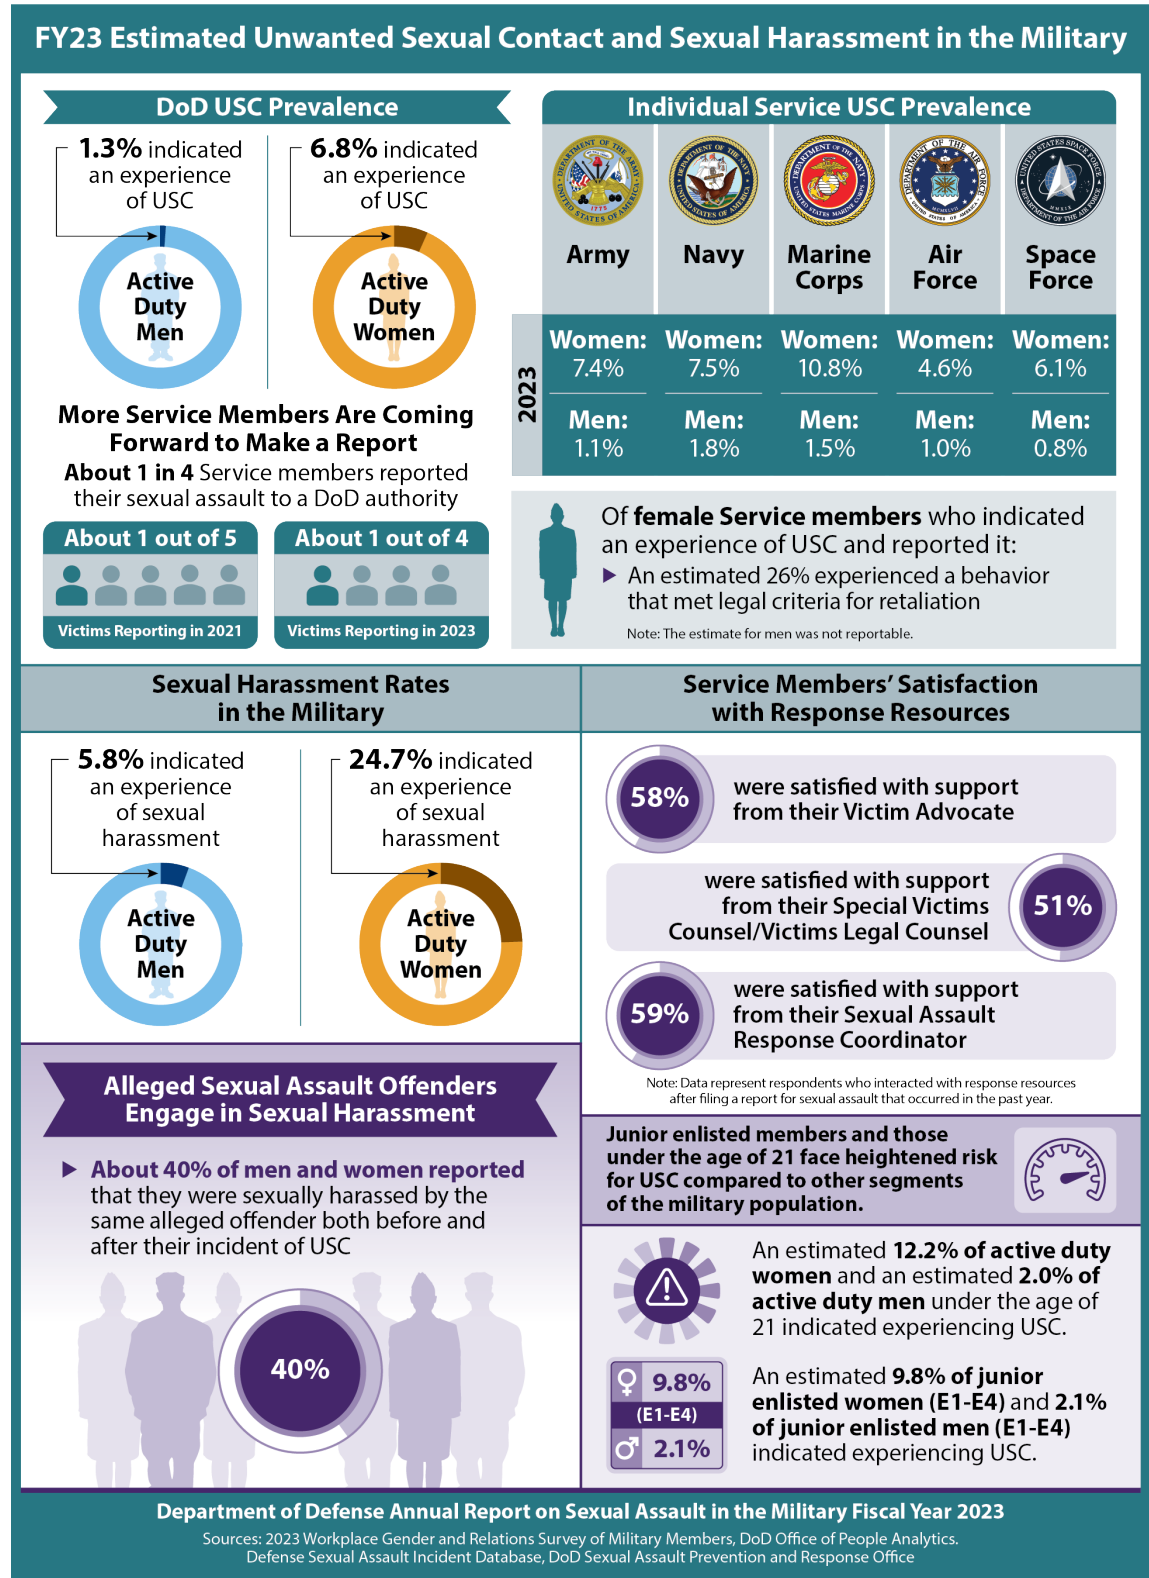 FY23 Estimated Unwanted Sexual Contact and Sexual Harassment in the Military
DoD USC Prevalence
1.3% indicated
an experience
of USC
Active
Duty
Men
6.8% indicated
an experience
of USC
Active
Duty
Women
More Service Members Are Coming
Forward to Make a Report
About 1 in 4 Service members reported
their sexual assault to a DoD authority
About 1 out of 5
Victims Reporting in 2021
About 1 out of 4
Victims Reporting in 2023
Individual Service USC Prevalence
Army
Navy
Marine
Corps
Air
Force
Space
Force
2023
Women:
7.4%
Women:
7.5%
Women:
10.8%
Women:
4.6%
Women:
6.1%
Men:
1.1%
Men:
1.8%
Men:
1.5%
Men:
1.0%
Men:
0.8%
Of female Service members who indicated
an experience of USC and reported it:
An estimated 26% experienced a behavior
that met legal criteria for retaliation
Note: The estimate for men was not reportable.
Sexual Harassment Rates
in the Military
5.8% indicated
an experience
of sexual
harassment
Active
Duty
Men
24.7% indicated
an experience
of sexual
harassment
Active
Duty
Women
Service Members’ Satisfaction
with Response Resources
58%
were satisfied with support
from their Victim Advocate
were satisfied with support
from their Special Victims
Counsel/Victims Legal Counsel
51%
59%
were satisfied with support
from their Sexual Assault
Response Coordinator
Note: Data represent respondents who interacted with response resources
after filing a report for sexual assault that occurred in the past year.
Alleged Sexual Assault Offenders
Engage in Sexual Harassment
About 40% of men and women reported
that they were sexually harassed by the
same alleged offender both before and
after their incident of USC
40%
Junior enlisted members and those
under the age of 21 face heightened risk
for USC compared to other segments
of the military population.
An estimated 12.2% of active duty
women and an estimated 2.0% of
active duty men under the age of
21 indicated experiencing USC.
9.8%
(E1-E4)
2.1%
An estimated 9.8% of junior
enlisted women (E1-E4) and 2.1%
of junior enlisted men (E1-E4)
indicated experiencing USC.
Department of Defense Annual Report on Sexual Assault in the Military Fiscal Year 2023
Sources: 2023 Workplace Gender and Relations Survey of Military Members, DoD Office of People Analytics.
Defense Sexual Assault Incident Database, DoD Sexual Assault Prevention and Response Office